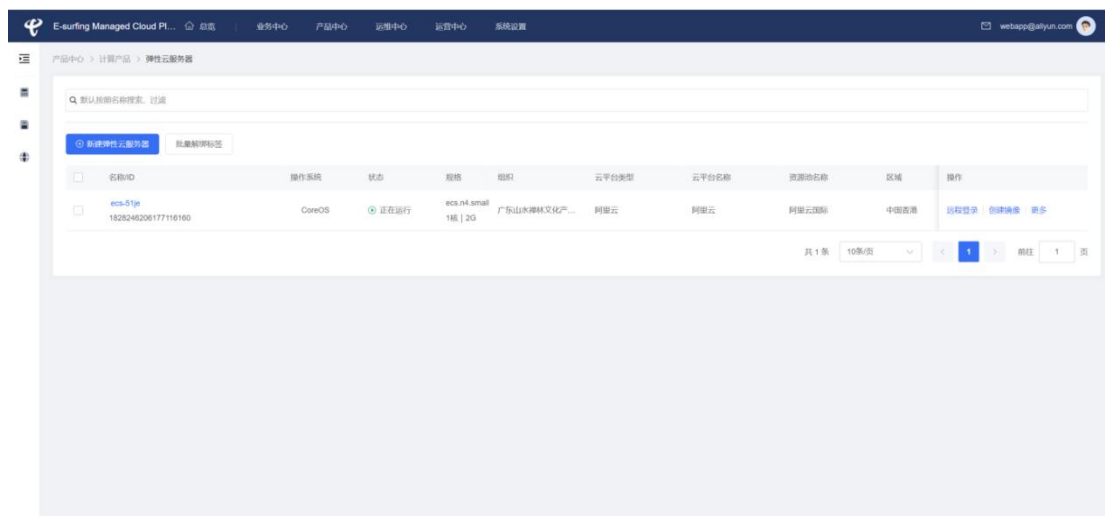 E-surfing Managed Cloud Pl... 总览 业务中心 产品中心 运维中心 运营中心 系统设置 webapp@aliyun.com
产品中心 > 计算产品 > 弹性云服务器
默认按照名称搜索、过滤
新建弹性云服务器 批量解绑标签
名称/ID 操作系统 状态 规格 组织 云平台类型 云平台名称 资源池名称 区域 操作
ecs-51je CoreOS 正在运行 ecs.n4.small 广东山水禅林文化产... 阿里云 阿里云 阿里云国际 中国香港 远程登录 创建镜像 更多
1828246206177116160 1核 | 2G
共 1 条 10条/页 < 1 > 前往 1 页